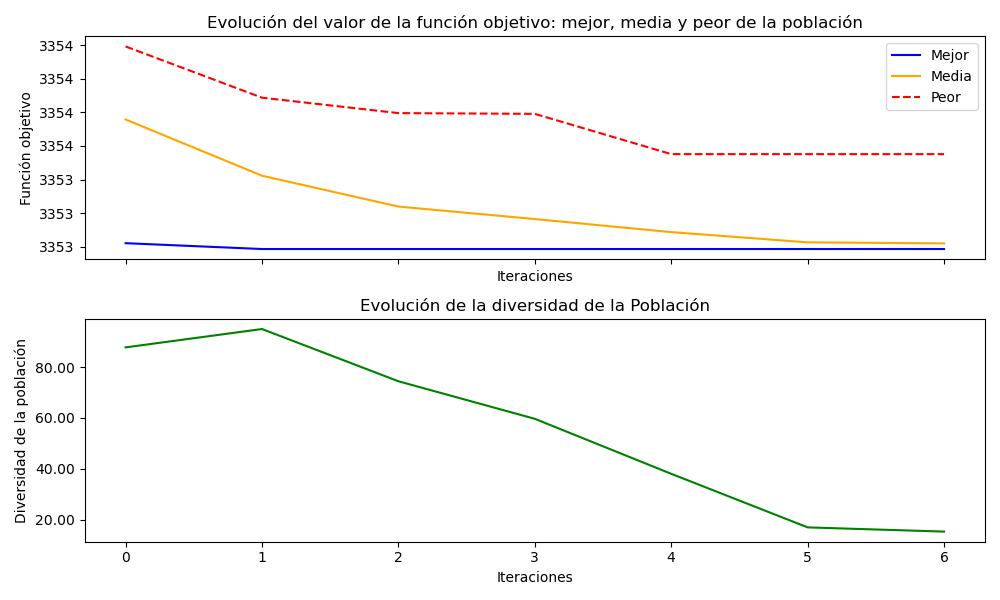 Evolución del valor de la función objetivo: mejor, media y peor de la población
Función objetivo
3354
3354
3354
3354
3353
3353
3353
Mejor
Media
Peor
Iteraciones
Evolución de la diversidad de la Población
Diversidad de la población
80.00
60.00
40.00
20.00
0 1 2 3 4 5 6
Iteraciones